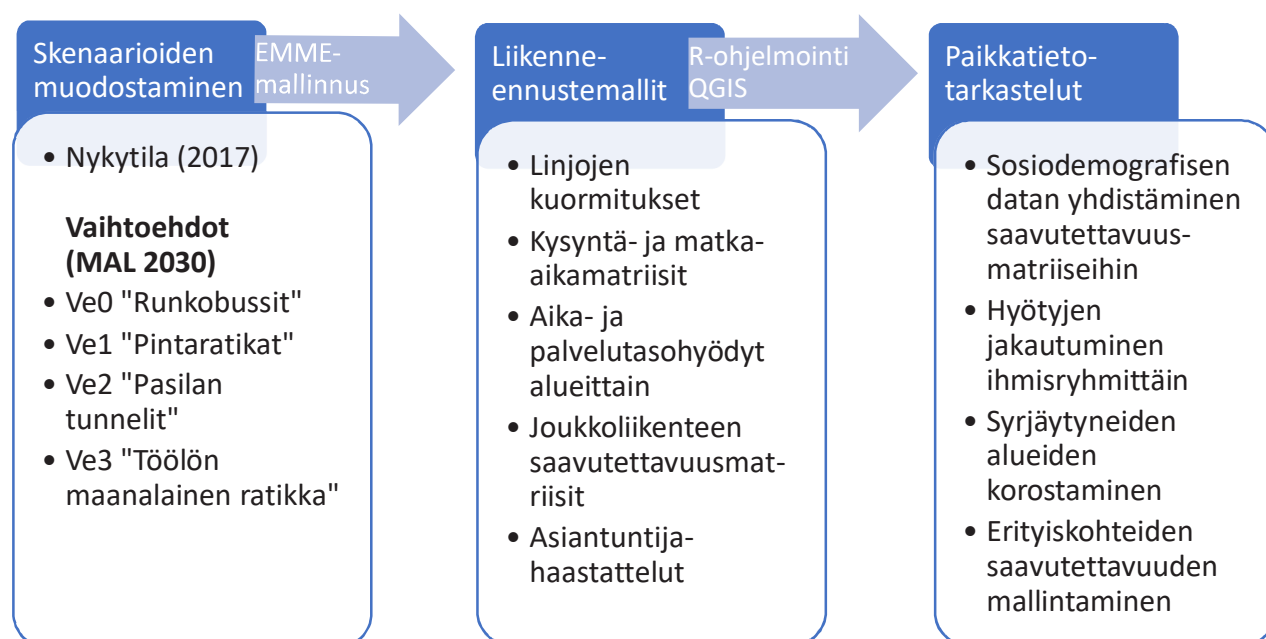 Skenaarioiden
muodostaminen
• Nykytila (2017)
Vaihtoehdot
(MAL 2030)
• Ve0 "Runkobussit"
• Ve1 "Pintaratikat"
• Ve2 "Pasilan
tunnelit"
• Ve3 "Töölön
maanalainen ratikka"
EMME-
mallinnus
Liikenne-
ennustemallit
• Linjojen
kuormitukset
• Kysyntä- ja matka-
aikamatriisit
• Aika- ja
palvelutasohyödyt
alueittain
• Joukkoliikenteen
saavutettavuusmat-
riisit
• Asiantuntija-
haastattelut
R-ohjelmointi
QGIS
Paikkatieto-
tarkastelut
• Sosiodemografisen
datan yhdistäminen
saavutettavuus-
matriiseihin
• Hyötyjen
jakautuminen
ihmisryhmittäin
• Syrjäytyneiden
alueiden
korostaminen
• Erityiskohteiden
saavutettavuuden
mallintaminen